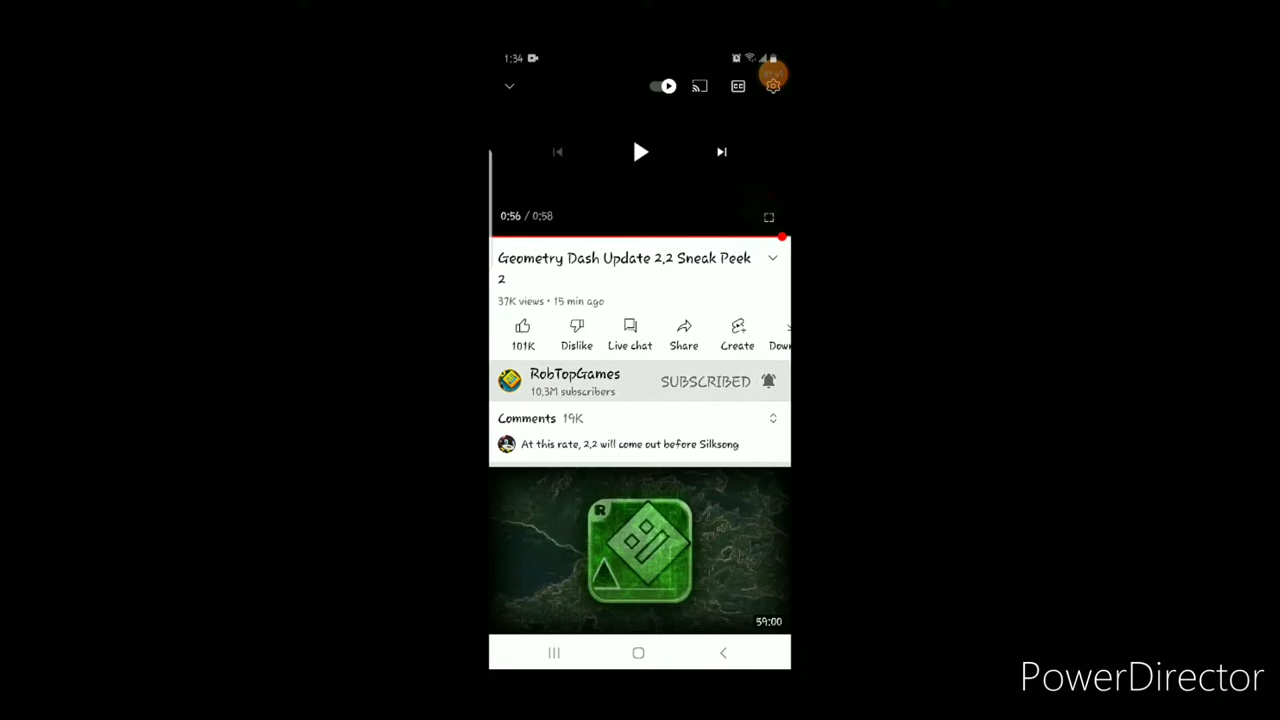 1:34
0:56 / 0:58
Geometry Dash Update 2,2 Sneak Peek
2
37K views • 15 min ago
101K Dislike Live chat Share Create
RobTopGames
SUBSCRIBED
10,3M subscribers
Comments 19K
At this rate, 2,2 will come out before Silksong
R
59:00
PowerDirector